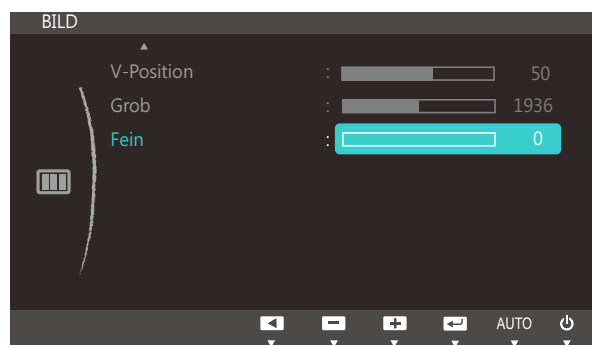 BILD
V-Position : 50
Grob : 1936
Fein : 0
AUTO